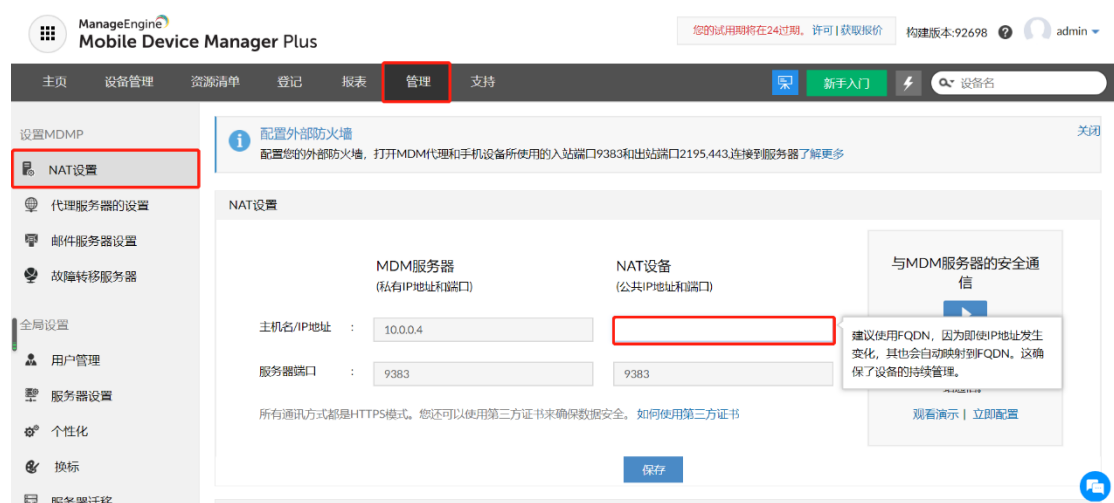 ManageEngine
Mobile Device Manager Plus
您的试用期将在24过期。 许可 | 获取报价
构建版本:92698
admin
主页 设备管理 资源清单 登记 报表 管理 支持
新手入门
设备名
设置MDMP
NAT设置
代理服务器的设置
邮件服务器设置
故障转移服务器
全局设置
用户管理
服务器设置
个性化
换标
服务器迁移
配置外部防火墙
关闭
配置您的外部防火墙，打开MDM代理和手机设备所使用的入站端口9383和出站端口2195,443,连接到服务器了解更多
NAT设置
MDM服务器
(私有IP地址和端口)
NAT设备
(公共IP地址和端口)
主机名/IP地址 :
10.0.0.4
服务器端口 :
9383
9383
所有通讯方式都是HTTPS模式。您还可以使用第三方证书来确保数据安全。 如何使用第三方证书
保存
与MDM服务器的安全通
信
建议使用FQDN，因为即使IP地址发生
变化，其也会自动映射到FQDN。这确
保了设备的持续管理。
观看演示 | 立即配置